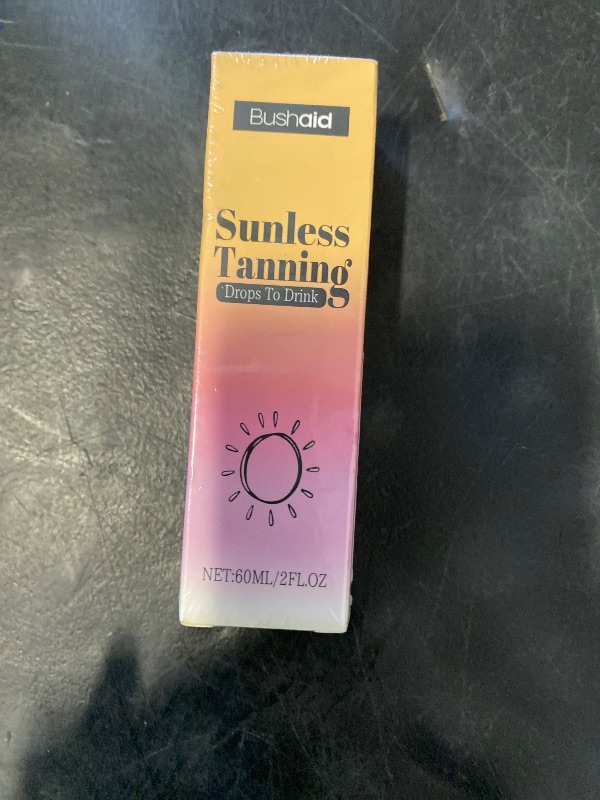 Bushaid
Sunless
Tanning
'Drops To Drink
NET:60ML/2FL.OZ